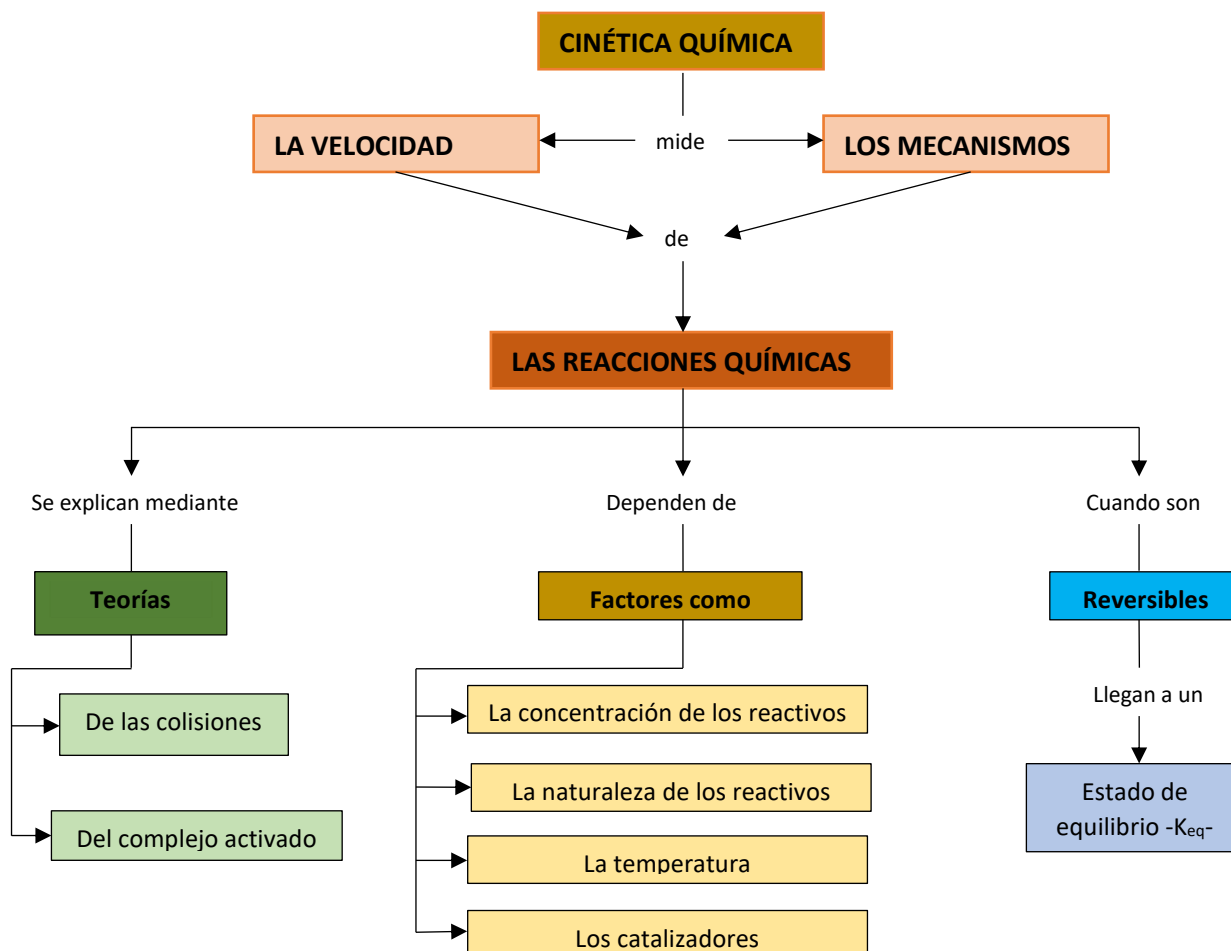 CINÉTICA QUÍMICA
LA VELOCIDAD
mide
LOS MECANISMOS
de
LAS REACCIONES QUÍMICAS
Se explican mediante
Dependen de
Cuando son
Teorías
Factores como
Reversibles
De las colisiones
Del complejo activado
La concentración de los reactivos
La naturaleza de los reactivos
La temperatura
Los catalizadores
Llegan a un
Estado de
equilibrio -Keq-